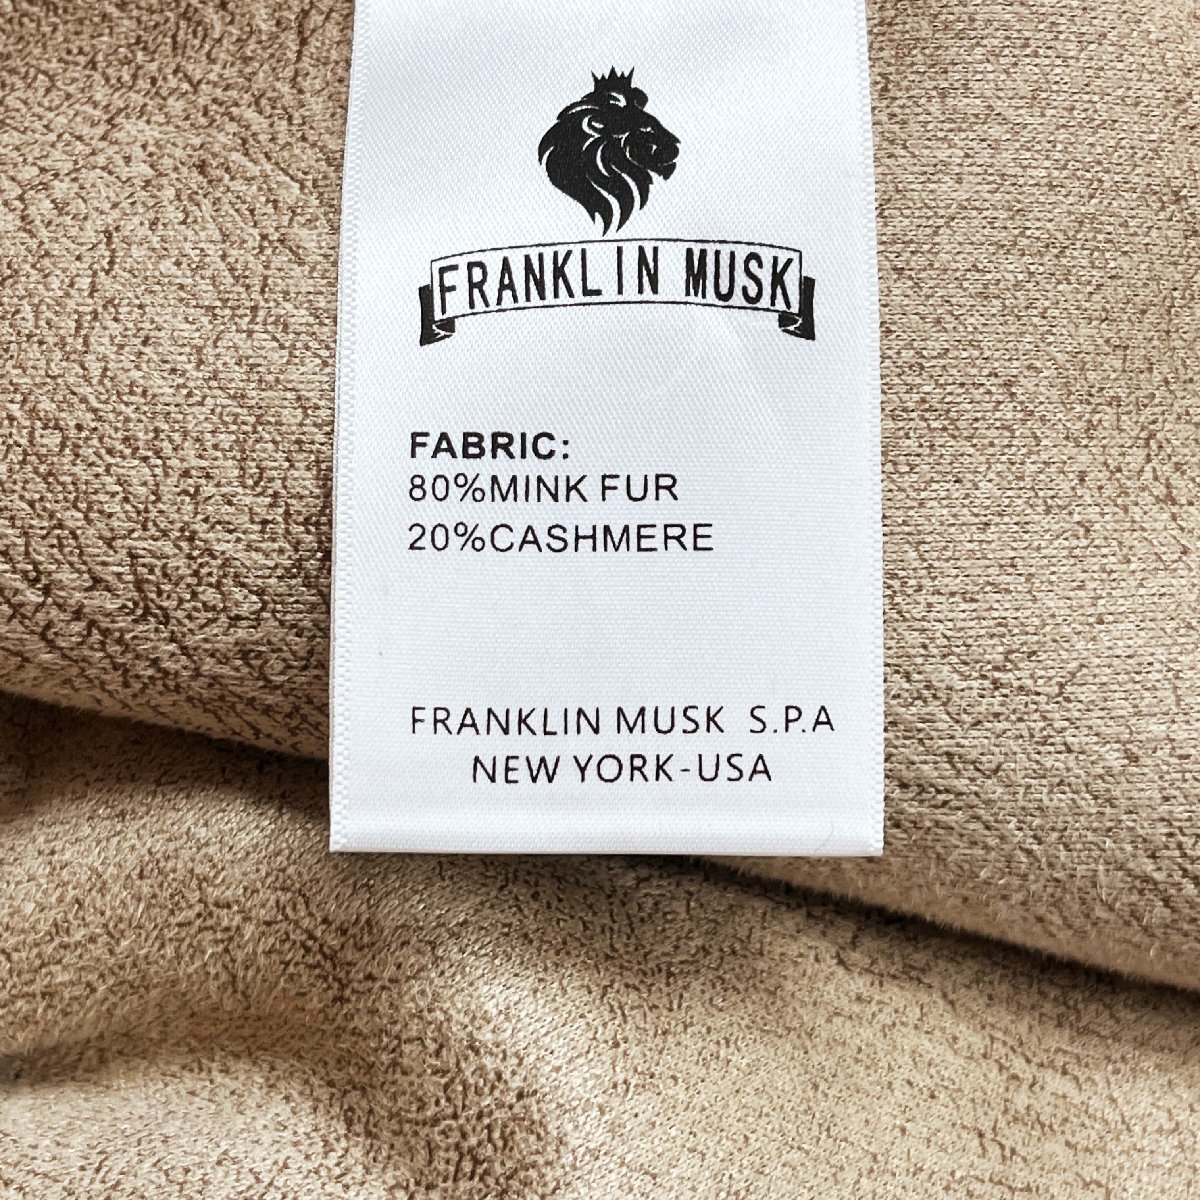 FRANKLIN MUSK
FABRIC:
80%MINK FUR
20%CASHMERE
FRANKLIN MUSK S.P.A
NEW YORK-USA